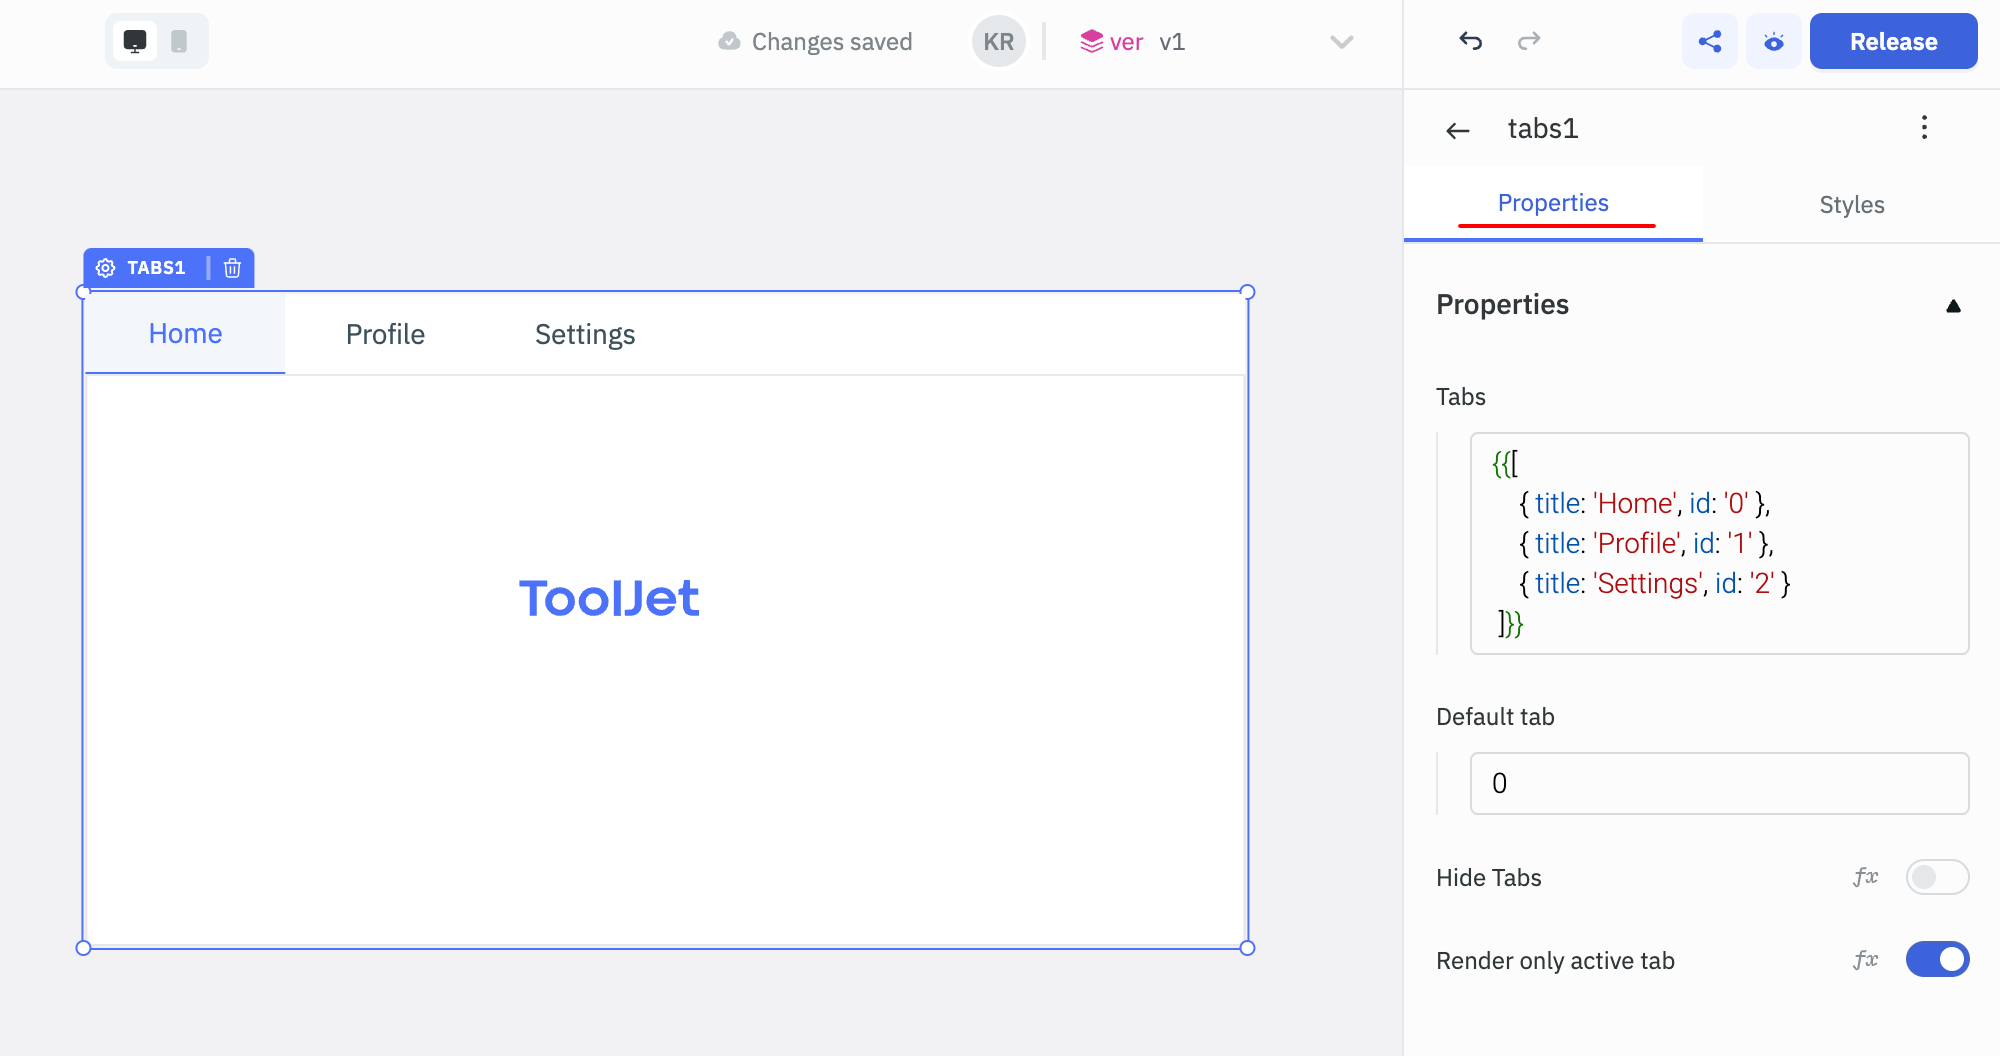 Changes saved
KR
ver v1
Release
tabs1
Properties
Styles
TABS1
Home
Profile
Settings
ToolJet
Properties
Tabs
{{[
{ title: 'Home', id: '0' },
{ title: 'Profile', id: '1' },
{ title: 'Settings', id: '2' }
]}}
Default tab
0
Hide Tabs
fx
Render only active tab
fx